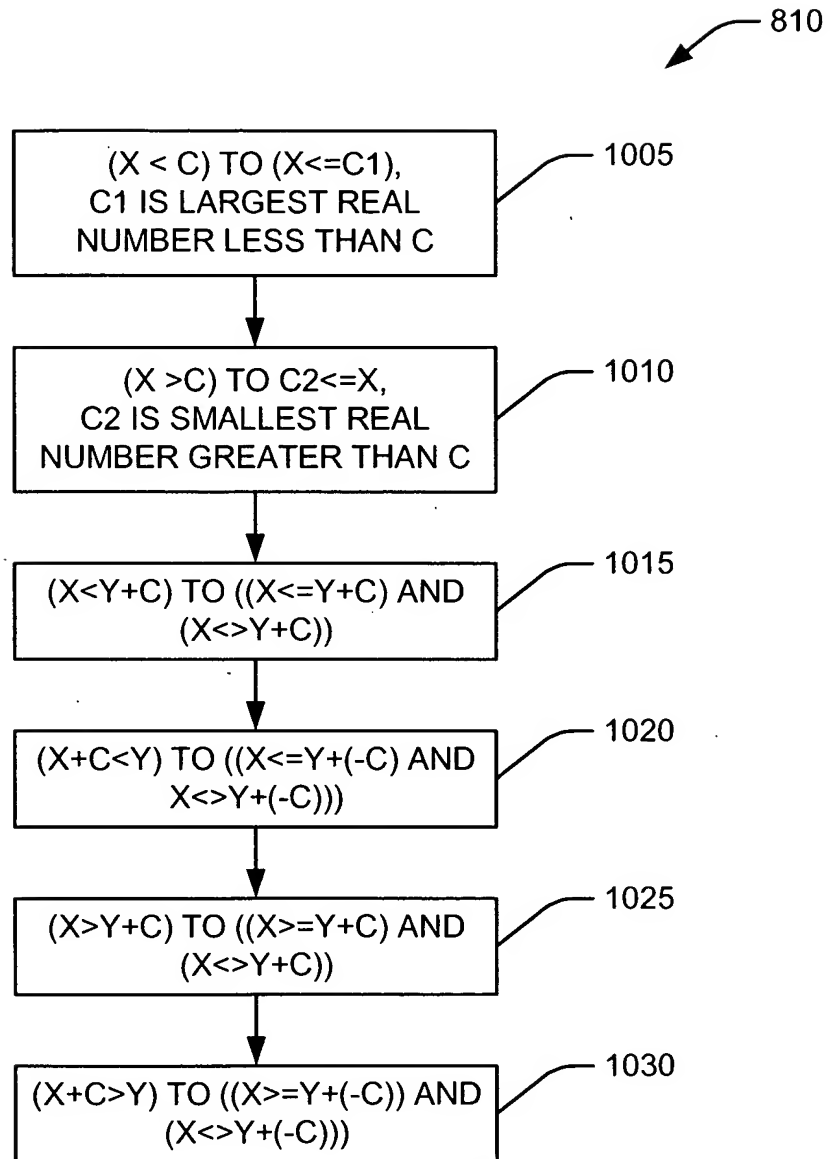 810
(X < C) TO (X<=C1),
C1 IS LARGEST REAL
NUMBER LESS THAN C
1005
(X >C) TO C2<=X,
C2 IS SMALLEST REAL
NUMBER GREATER THAN C
1010
(X<Y+C) TO ((X<=Y+C) AND
(X<>Y+C))
1015
(X+C<Y) TO ((X<=Y+(-C) AND
X<>Y+(-C)))
1020
(X>Y+C) TO ((X>=Y+C) AND
(X<>Y+C))
1025
(X+C>Y) TO ((X>=Y+(-C)) AND
(X<>Y+(-C)))
1030